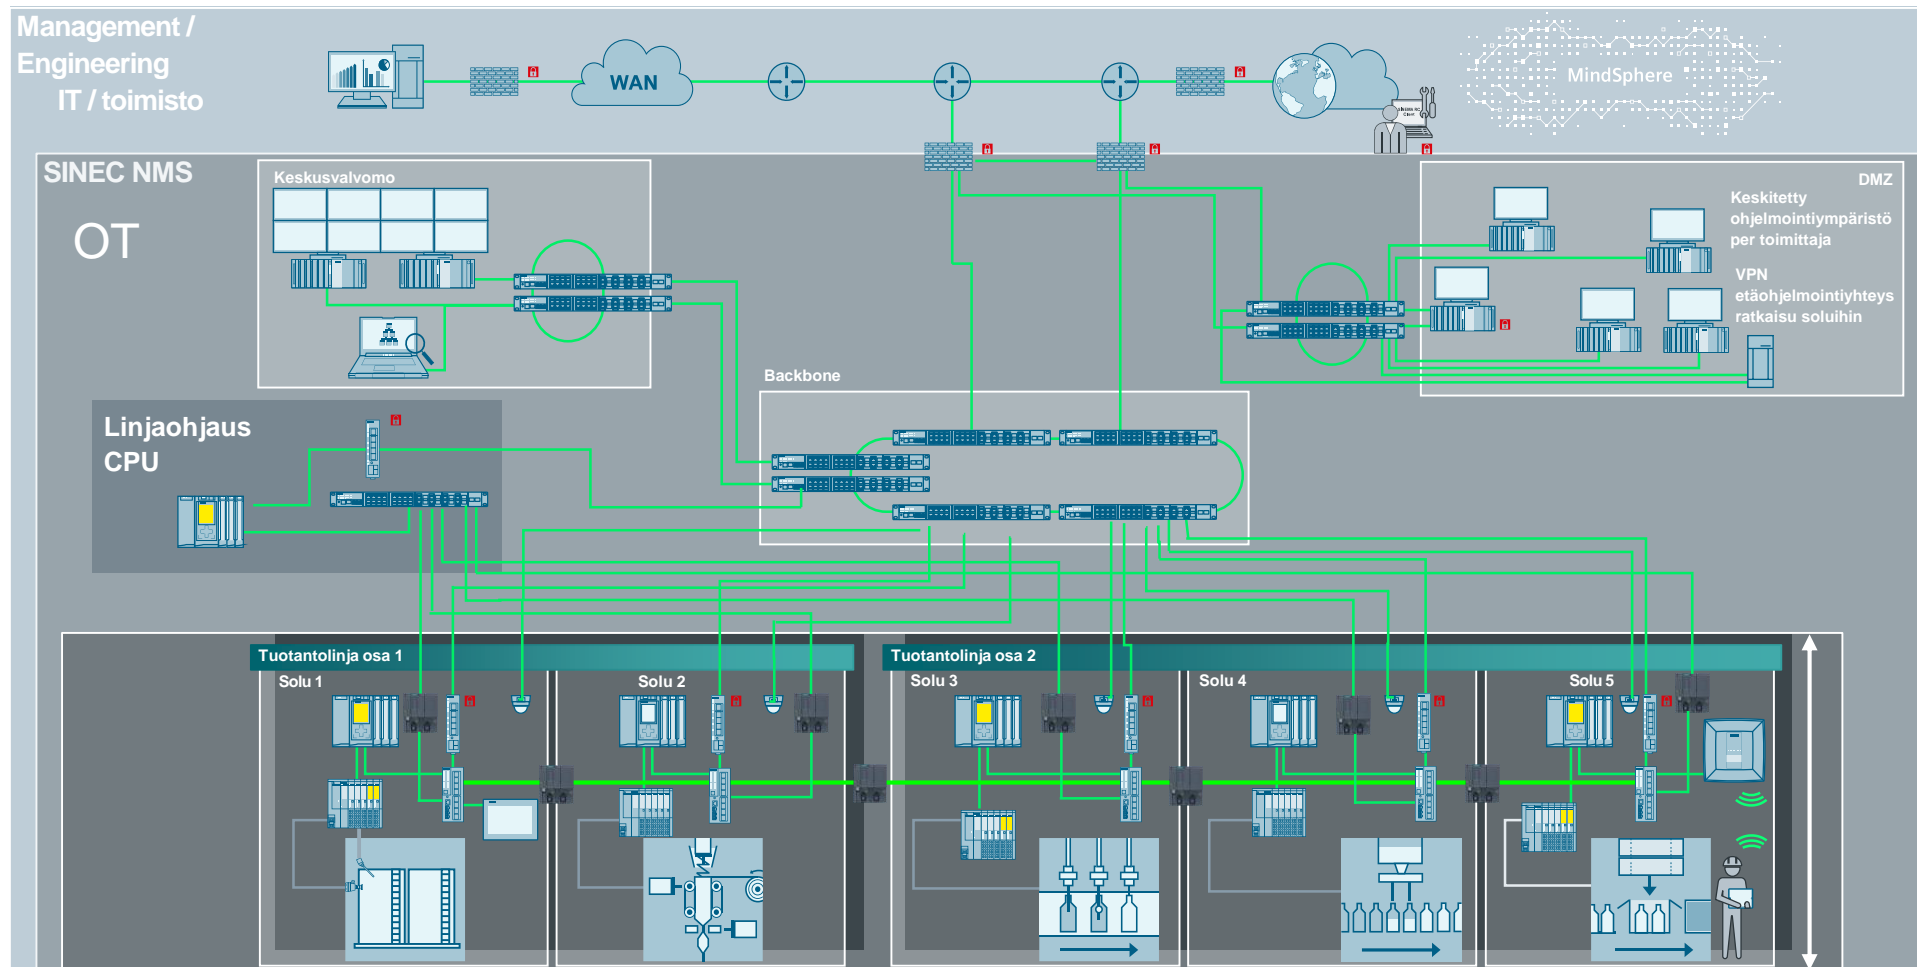 Management /
Engineering
IT / toimisto
WAN
MindSphere
Client
SINEC NMS
OT
Keskusvalvomo
DMZ
Keskitetty
ohjelmointiympäristö
per toimittaja
VPN
etäohjelmointiyhteys
ratkaisu soluihin
Backbone
Linjaohjaus
CPU
Tuotantolinja osa 1
Tuotantolinja osa 2
Solu 1
Solu 2
Solu 3
Solu 4
Solu 5